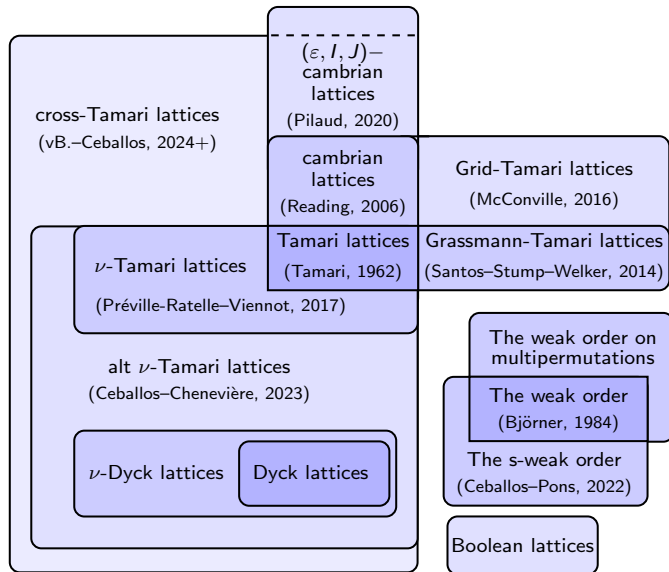 (ε, I, J)−
cambrian
lattices
(Pilaud, 2020)
cross-Tamari lattices
(vB.–Ceballos, 2024+)
cambrian
lattices
(Reading, 2006)
Grid-Tamari lattices
(McConville, 2016)
Tamari lattices
(Tamari, 1962)
Grassmann-Tamari lattices
(Santos–Stump–Welker, 2014)
ν-Tamari lattices
(Préville-Ratelle–Viennot, 2017)
The weak order on
multipermutations
alt ν-Tamari lattices
(Ceballos–Chenevière, 2023)
The weak order
(Björner, 1984)
The s-weak order
(Ceballos–Pons, 2022)
ν-Dyck lattices
Dyck lattices
Boolean lattices